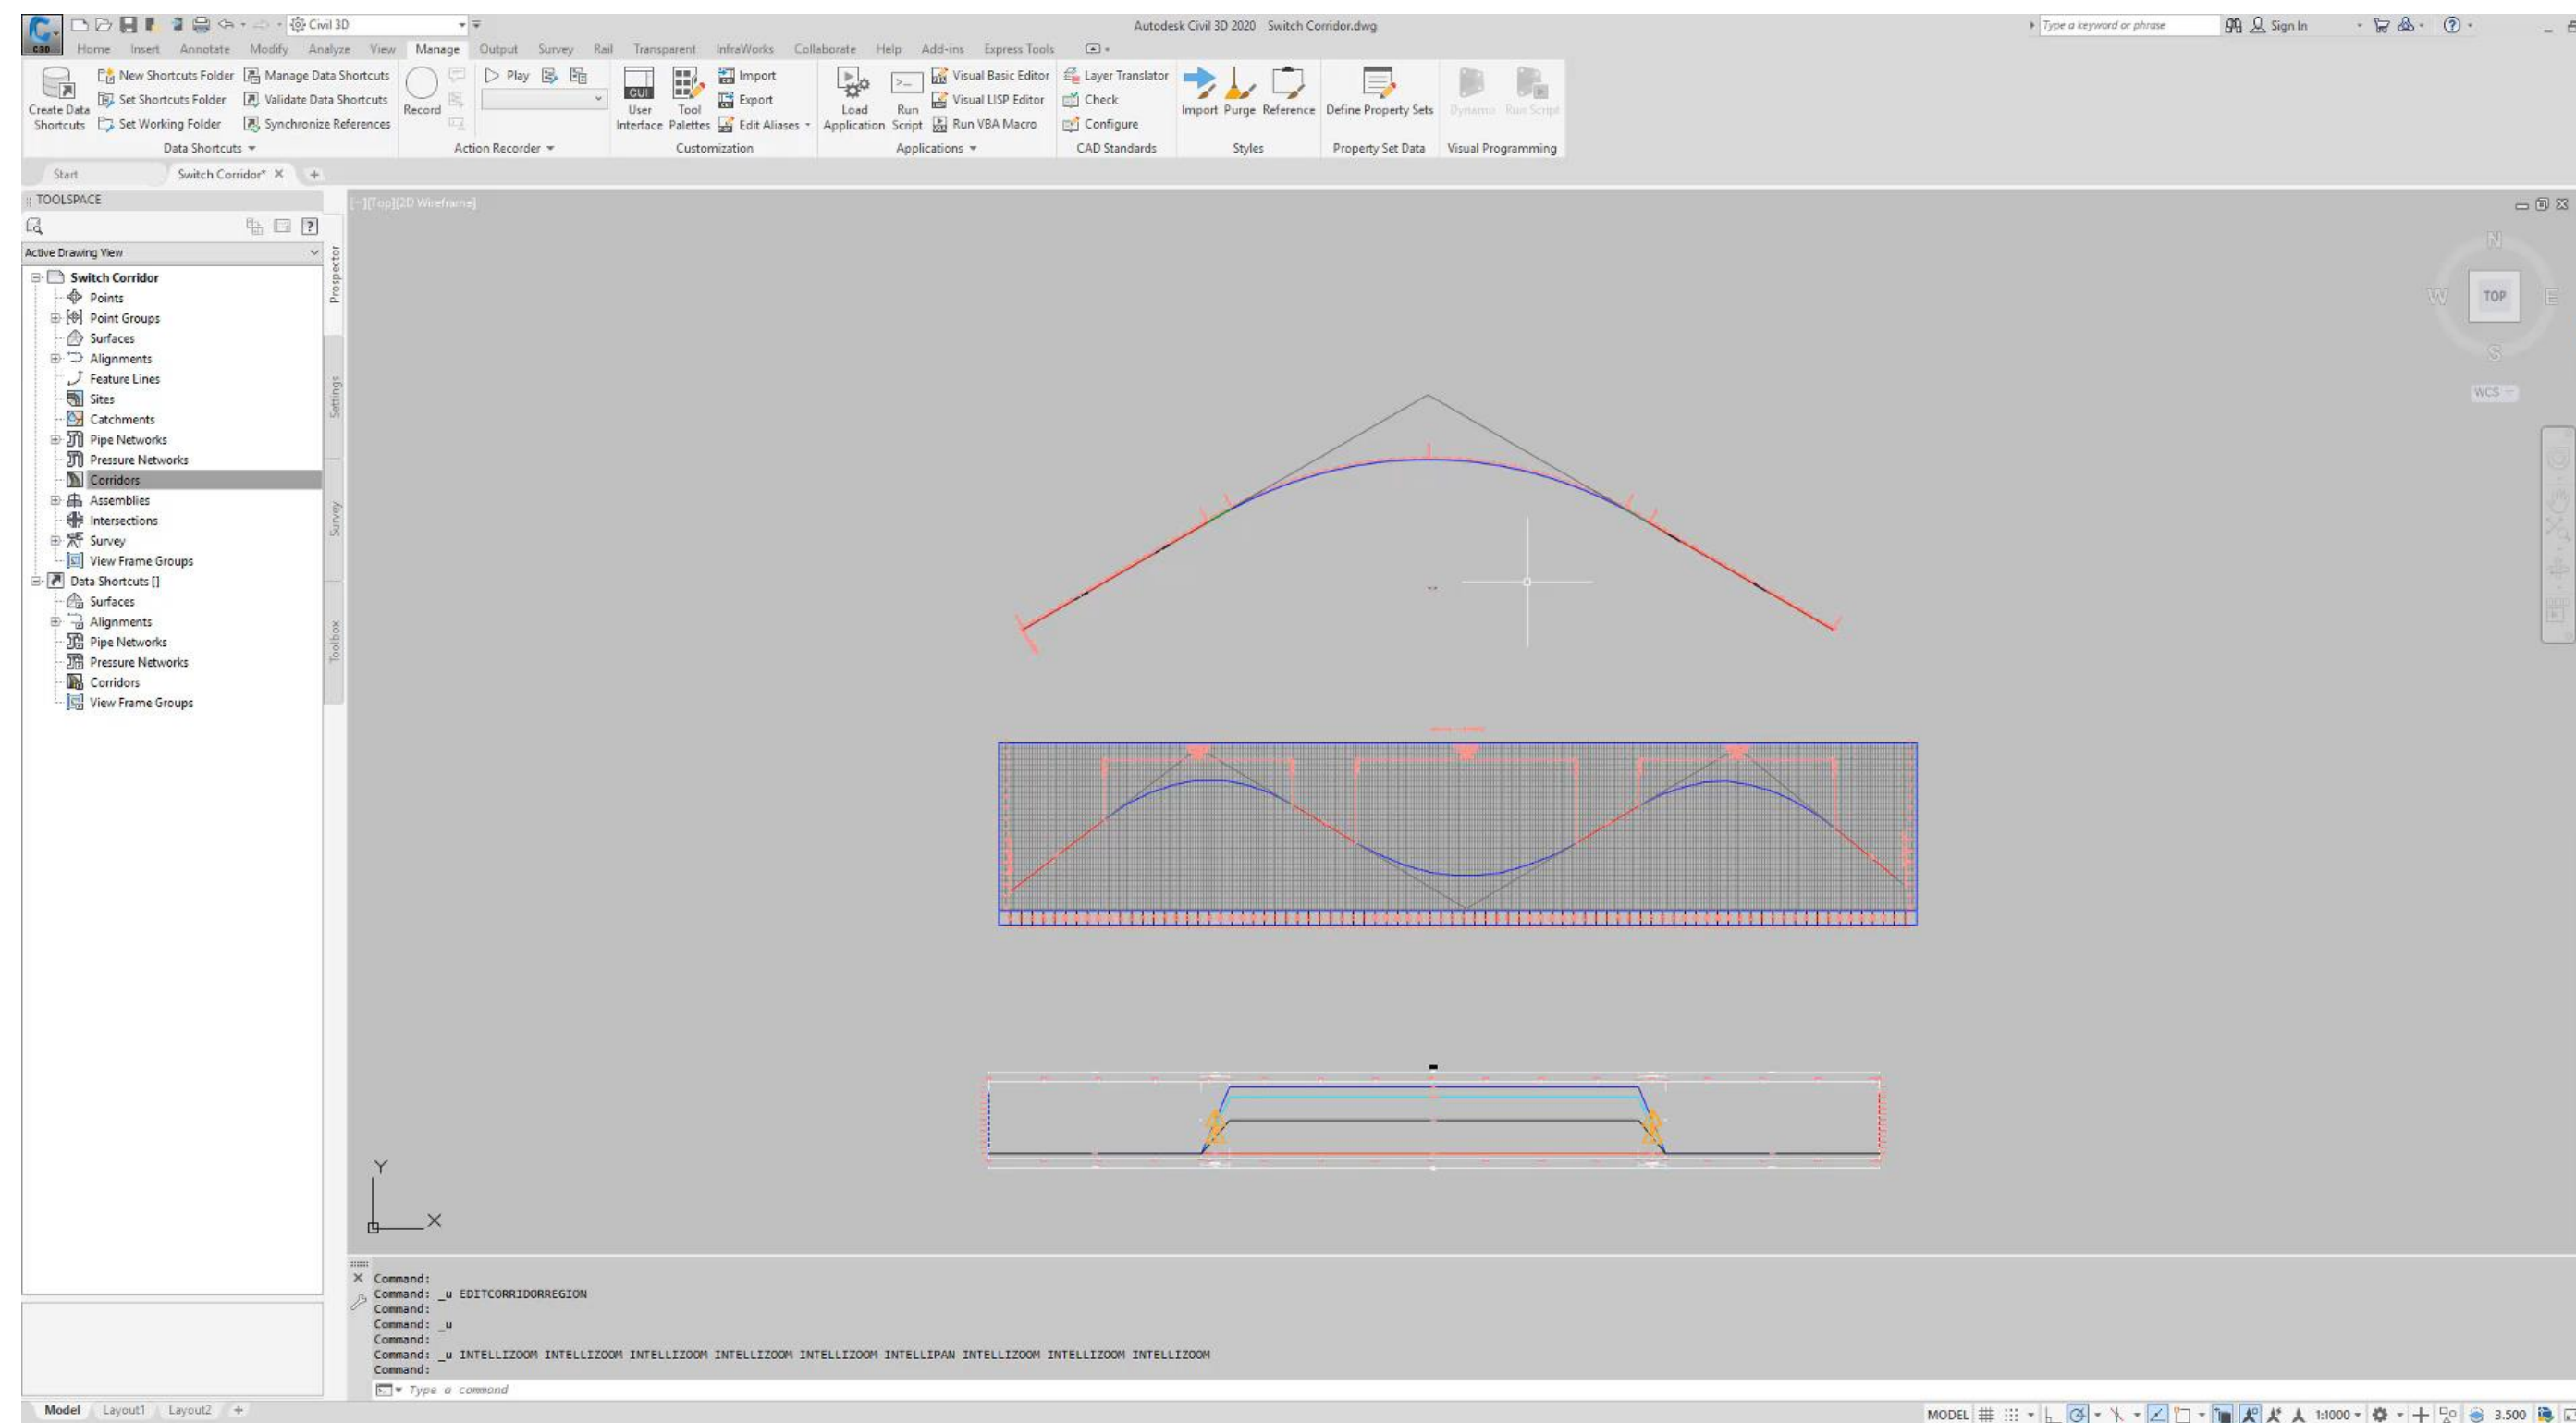 Civil 3D
Autodesk Civil 3D 2020 Switch Corridor.dwg
Type a keyword or phrase
Sign In
C3D
Home Insert Annotate Modify Analyze View Manage Output Survey Rail Transparent InfraWorks Collaborate Help Add-ins Express Tools
Create Data Shortcuts
New Shortcuts Folder
Set Shortcuts Folder
Set Working Folder
Manage Data Shortcuts
Validate Data Shortcuts
Synchronize References
Data Shortcuts
Record
Play
Action Recorder
CUI
User Interface
Tool Palettes
Import
Export
Edit Aliases
Customization
Load Application
Run Script
Visual Basic Editor
Visual LISP Editor
Run VBA Macro
Applications
Layer Translator
Check
Configure
CAD Standards
Import Purge Reference
Styles
Define Property Sets
Property Set Data
Dynamo Run Script
Visual Programming
Start
Switch Corridor*
TOOLSPACE
Active Drawing View
Switch Corridor
Points
Point Groups
Surfaces
Alignments
Feature Lines
Sites
Catchments
Pipe Networks
Pressure Networks
Corridors
Assemblies
Intersections
Survey
View Frame Groups
Data Shortcuts []
Surfaces
Alignments
Pipe Networks
Pressure Networks
Corridors
View Frame Groups
Prospector
Settings
Survey
Toolbox
[−][Top][2D Wireframe]
N
W
TOP
E
S
WCS
Y
X
Command:
Command: _u EDITCORRIDORREGION
Command:
Command: _u
Command:
Command: _u INTELLIZOOM INTELLIZOOM INTELLIZOOM INTELLIZOOM INTELLIZOOM INTELLIPAN INTELLIZOOM INTELLIZOOM INTELLIZOOM
Command:
Type a command
Model Layout1 Layout2 +
MODEL
1:1000
3.500